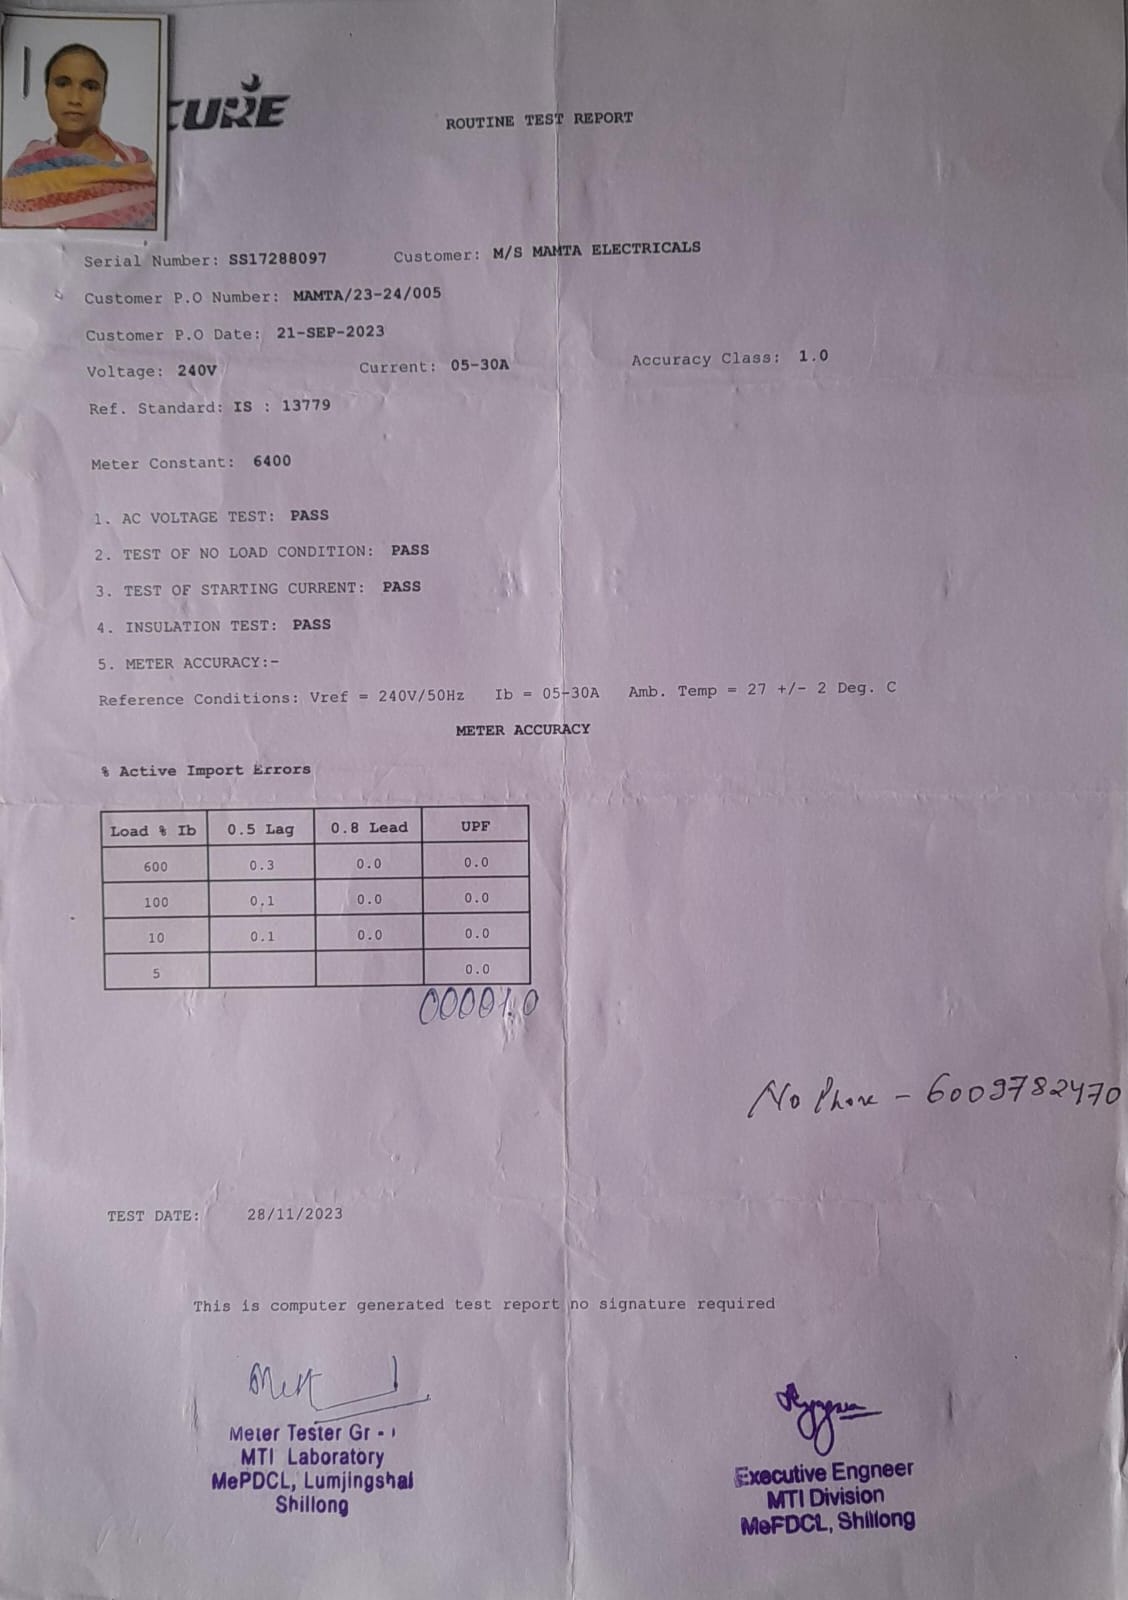 CURE
ROUTINE TEST REPORT
Serial Number: SS17288097 Customer: M/S MAMTA ELECTRICALS
Customer P.O Number: MAMTA/23-24/005
Customer P.O Date: 21-SEP-2023
Voltage: 240V Current: 05-30A Accuracy Class: 1.0
Ref. Standard: IS : 13779
Meter Constant: 6400
1. AC VOLTAGE TEST: PASS
2. TEST OF NO LOAD CONDITION: PASS
3. TEST OF STARTING CURRENT: PASS
4. INSULATION TEST: PASS
5. METER ACCURACY:-
Reference Conditions: Vref = 240V/50Hz Ib = 05-30A Amb. Temp = 27 +/- 2 Deg. C
METER ACCURACY
% Active Import Errors
Load % Ib 0.5 Lag 0.8 Lead UPF
600 0.3 0.0 0.0
100 0.1 0.0 0.0
10 0.1 0.0 0.0
5 0.0
00001.0
No Phone - 6009782470
TEST DATE: 28/11/2023
This is computer generated test report no signature required
Meter Tester Gr - I
MTI Laboratory
MePDCL, Lumjingshai
Shillong
Executive Engneer
MTI Division
MePDCL, Shillong